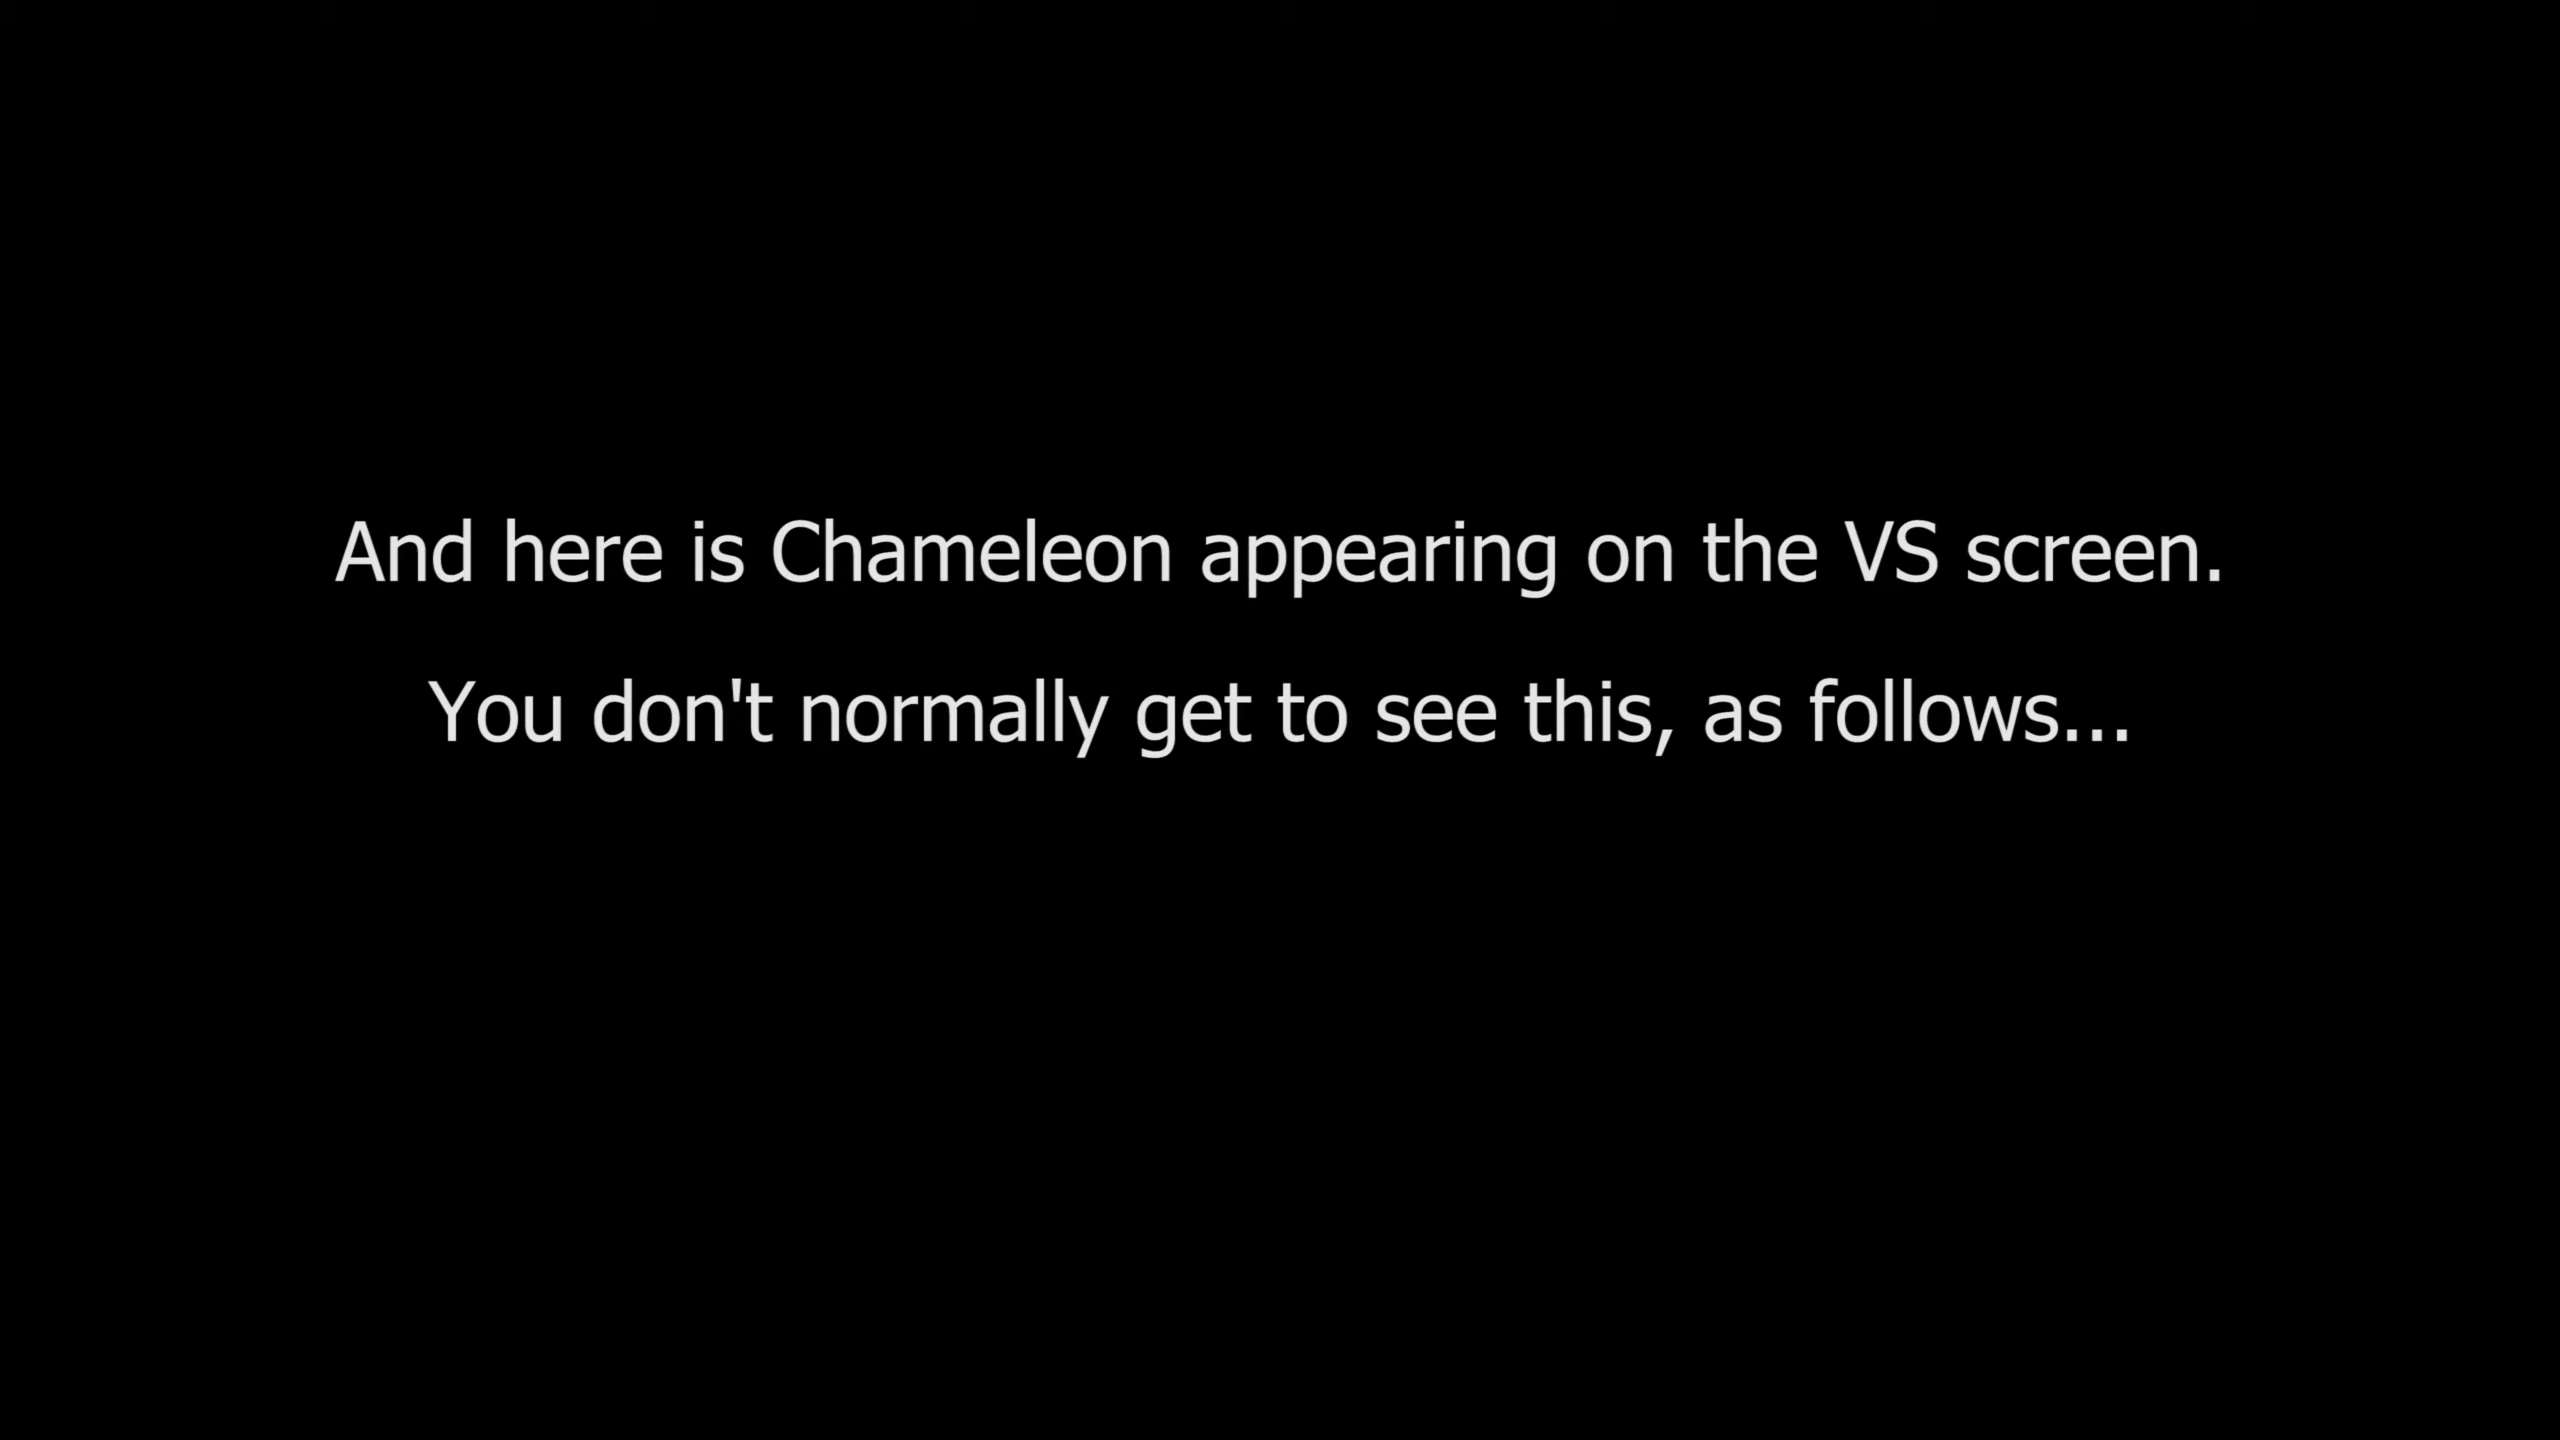 And here is Chameleon appearing on the VS screen.
You don't normally get to see this, as follows...